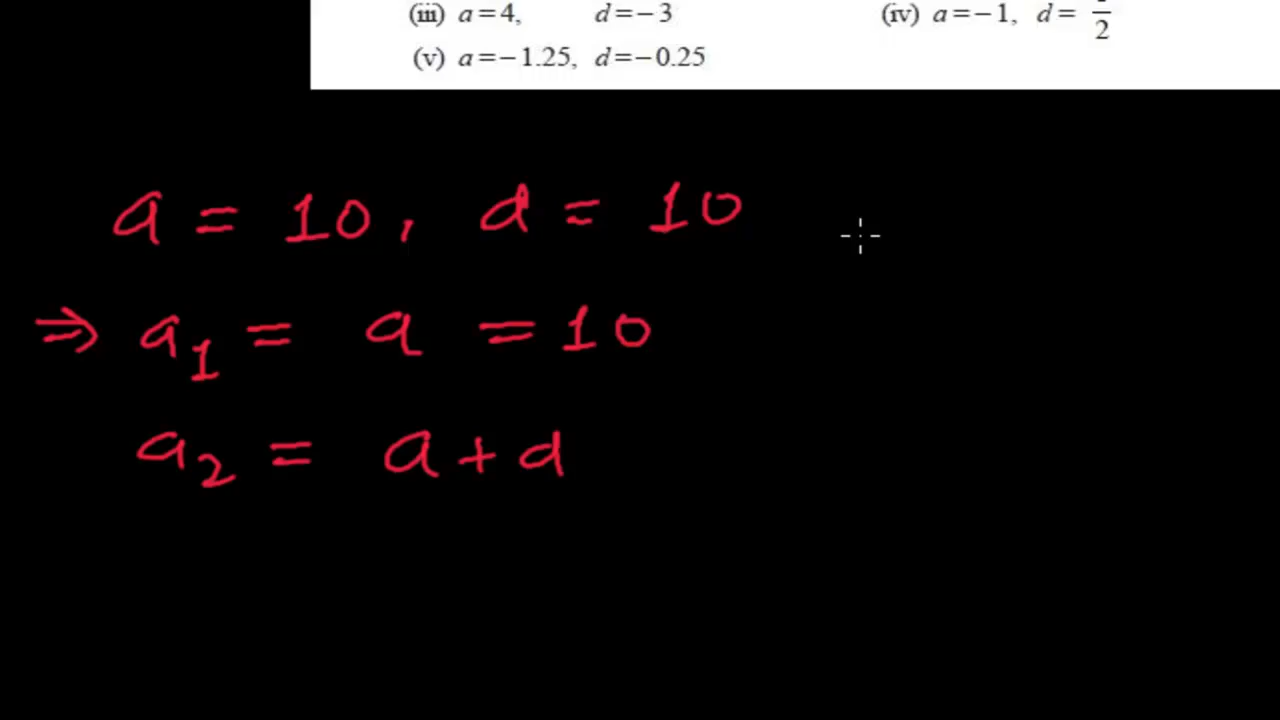 (iii) a=4, d=−3 (iv) a=−1, d= /2
(v) a=−1.25, d=−0.25
a = 10, d = 10
⇒ a₁ = a = 10
a₂ = a + d